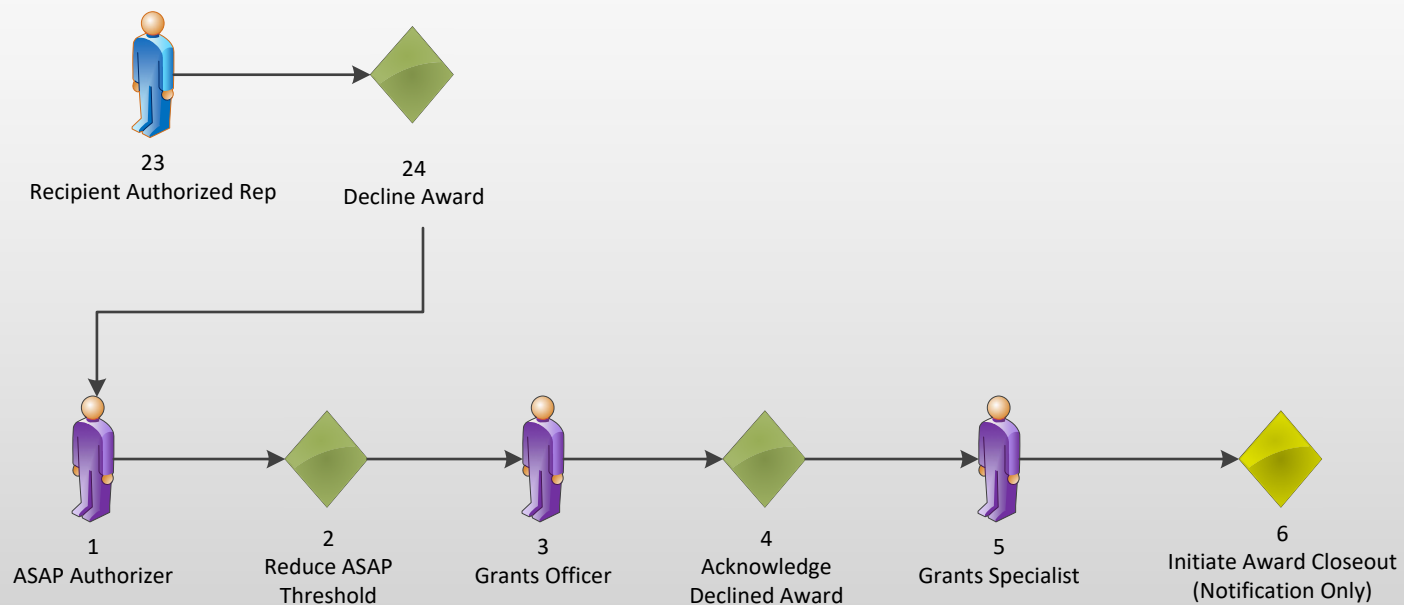 23
Recipient Authorized Rep
24
Decline Award
1
ASAP Authorizer
2
Reduce ASAP
Threshold
3
Grants Officer
4
Acknowledge
Declined Award
5
Grants Specialist
6
Initiate Award Closeout
(Notification Only)